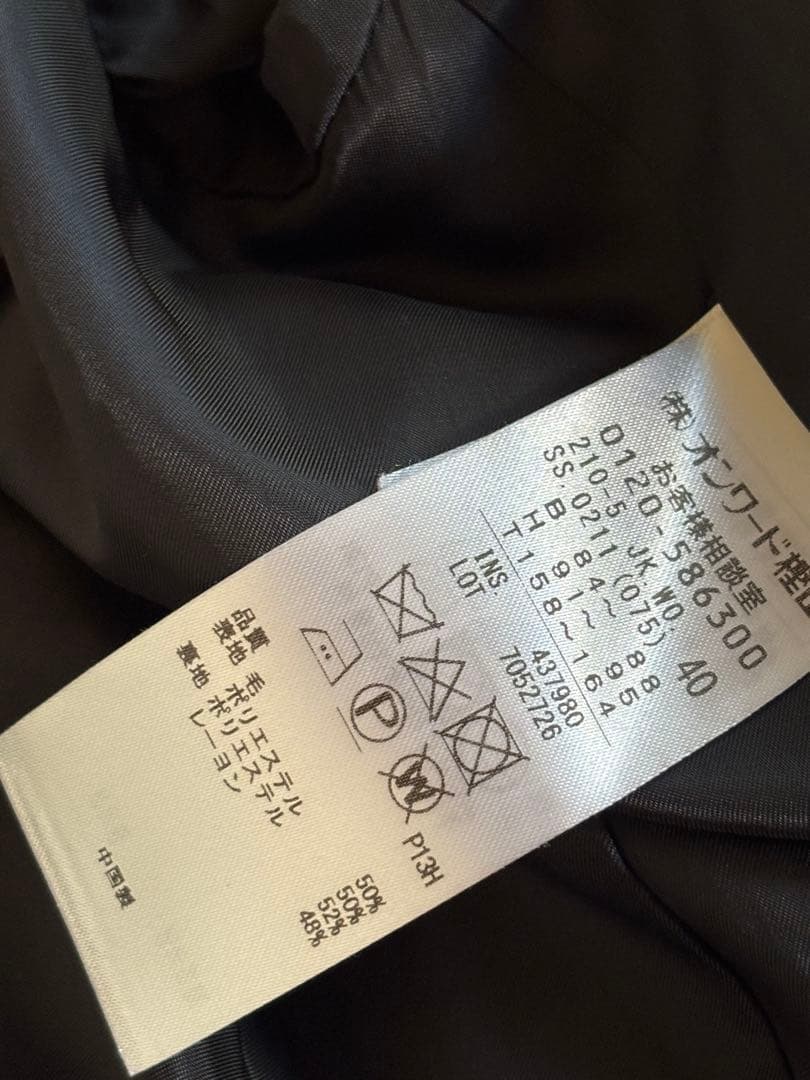 (株)オンワード樫山
お客様相談室
0120-586300
210-5 JK.WO. 40
SS.0211(075)
B 84~ 88
H 91~ 95
T 158~ 164
INS. 437980
LOT 7052726
P
W
P13H
品質
表地 毛 50%
ポリエステル 50%
裏地 ポリエステル 52%
レーヨン 48%
中国製